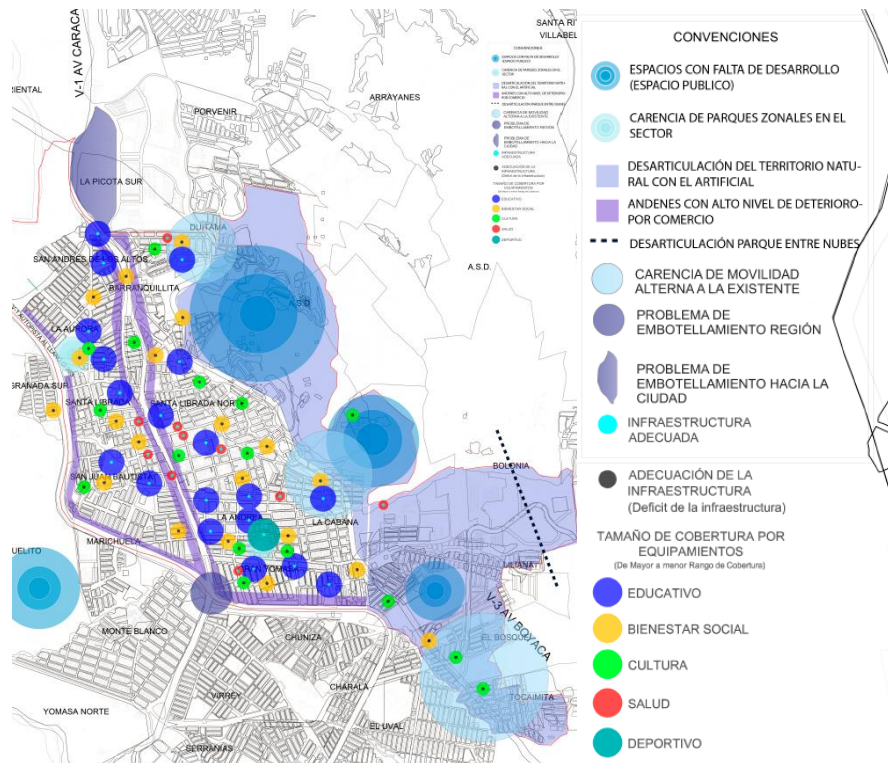 SANTA RI
VILLABEL
V-1 AV CARACA
ORIENTAL
ARRAYANES
PORVENIR
LA PICOTA SUR
DUITAMA
SAN ANDRES DE LOS ALTOS
BARRANQUILLITA
A.S.D.
A.S.D
LA AURORA
GRANADA SUR
SANTA LIBRADA
SANTA LIBRADA NOR
SAN JUAN BAUTISTA
BOLONIA
LA ANDREA
LA CABAÑA
MARICHUELA
UELITO
LILIANA
V-3 AV BOYACA
MONTE BLANCO
CHUNIZA
EL BOSQUE
VIRREY
CHARALA
TOCAIMITA
YOMASA NORTE
EL UVAL
SERRANIAS
CONVENCIONES
ESPACIOS CON FALTA DE DESARROLLO
(ESPACIO PUBLICO)
CARENCIA DE PARQUES ZONALES EN EL
SECTOR
DESARTICULACIÓN DEL TERRITORIO NATU-
RAL CON EL ARTIFICIAL
ANDENES CON ALTO NIVEL DE DETERIORO-
POR COMERCIO
DESARTICULACIÓN PARQUE ENTRE NUBES
CARENCIA DE MOVILIDAD
ALTERNA A LA EXISTENTE
PROBLEMA DE
EMBOTELLAMIENTO REGIÓN
PROBLEMA DE
EMBOTELLAMIENTO HACIA LA
CIUDAD
INFRAESTRUCTURA
ADECUADA
ADECUACIÓN DE LA
INFRAESTRUCTURA
(Deficit de la infraestructura)
TAMAÑO DE COBERTURA POR
EQUIPAMIENTOS
(De Mayor a menor Rango de Cobertura)
EDUCATIVO
BIENESTAR SOCIAL
CULTURA
SALUD
DEPORTIVO